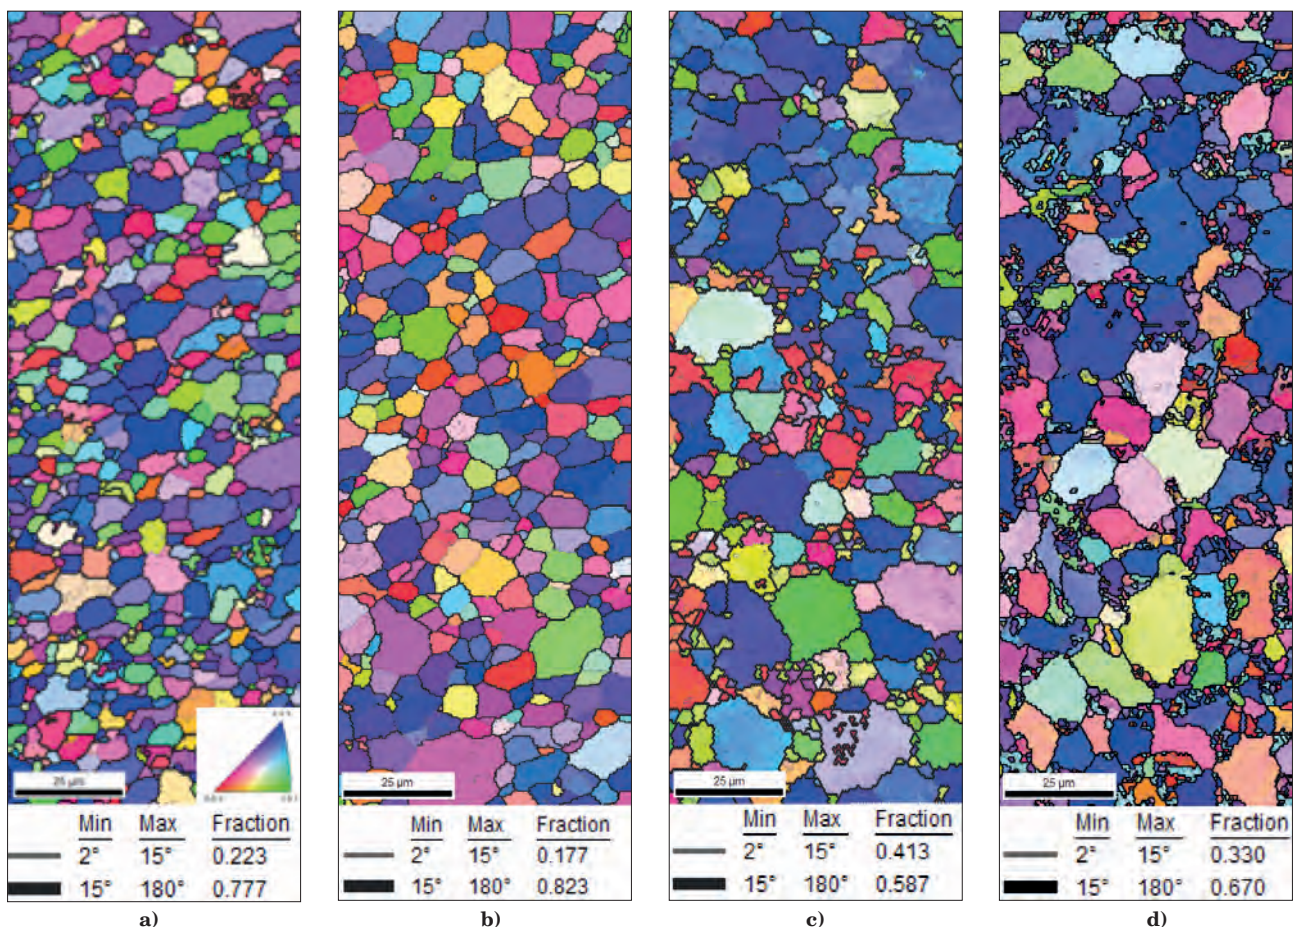 25 µm
25 µm
25 µm
25 µm
Min Max Fraction
2° 15° 0.223
15° 180° 0.777
Min Max Fraction
2° 15° 0.177
15° 180° 0.823
Min Max Fraction
2° 15° 0.413
15° 180° 0.587
Min Max Fraction
2° 15° 0.330
15° 180° 0.670
a)
b)
c)
d)